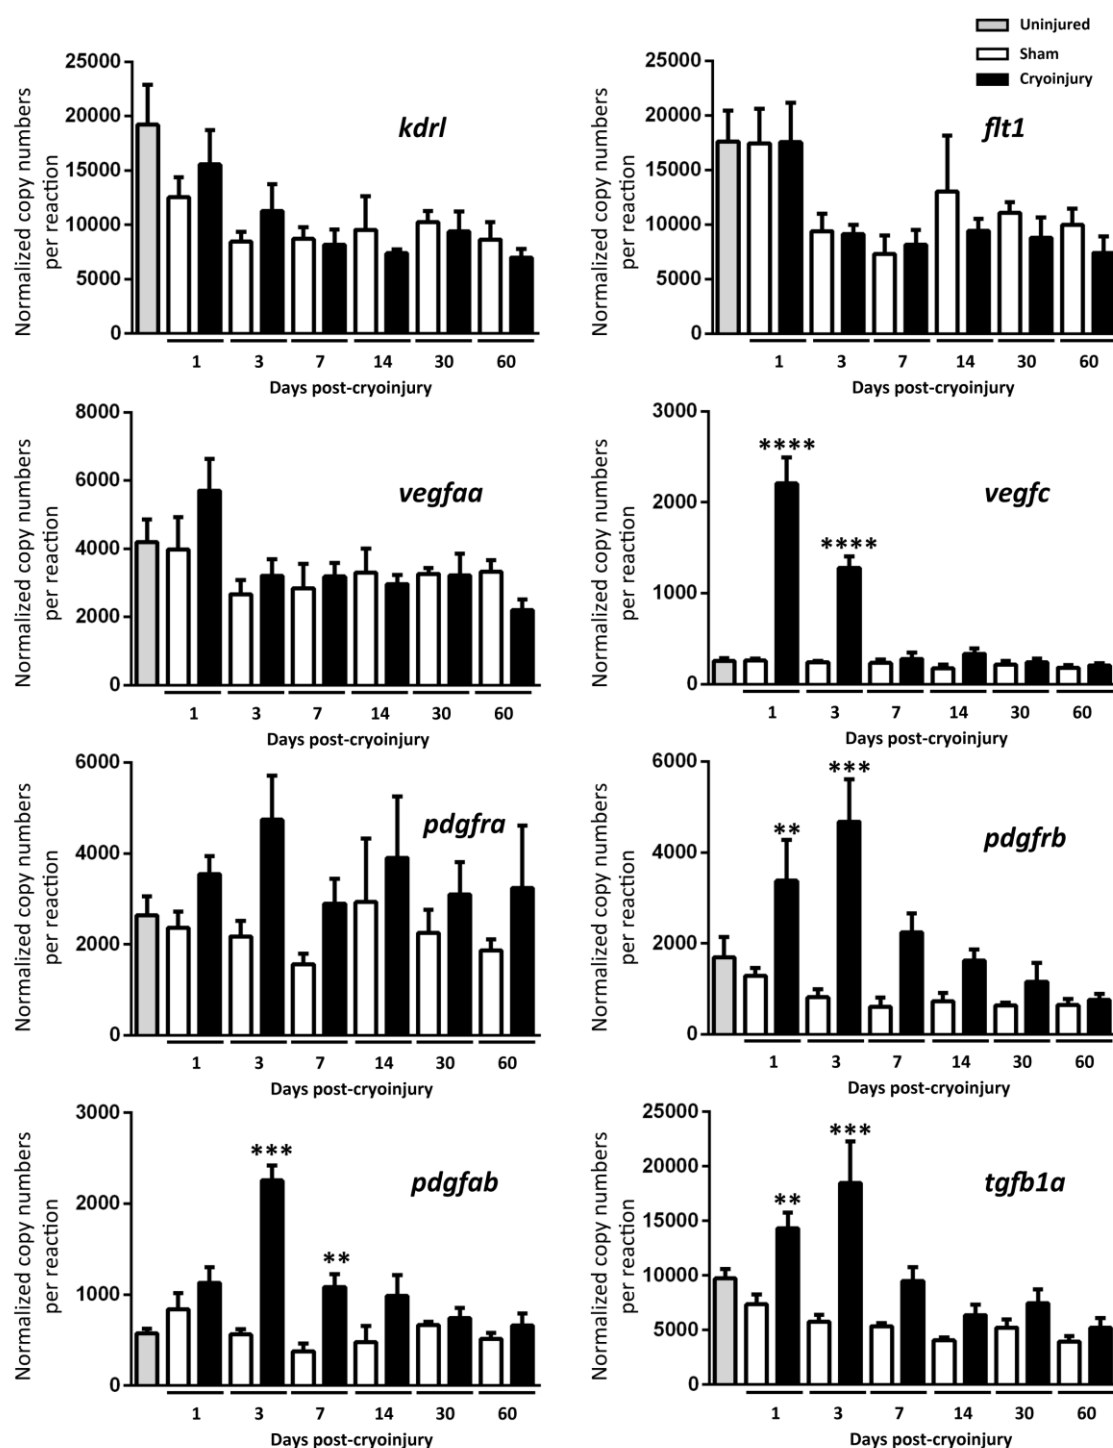 Uninjured
Sham
Cryoinjury
Normalized copy numbers
per reaction
25000
20000
15000
10000
5000
0
kdrl
1 3 7 14 30 60
Days post-cryoinjury
Normalized copy numbers
per reaction
25000
20000
15000
10000
5000
0
flt1
1 3 7 14 30 60
Days post-cryoinjury
Normalized copy numbers
per reaction
8000
6000
4000
2000
0
vegfaa
1 3 7 14 30 60
Days post-cryoinjury
Normalized copy numbers
per reaction
3000
2000
1000
0
****
****
vegfc
1 3 7 14 30 60
Days post-cryoinjury
Normalized copy numbers
per reaction
6000
4000
2000
0
pdgfra
1 3 7 14 30 60
Days post-cryoinjury
Normalized copy numbers
per reaction
6000
4000
2000
0
**
***
pdgfrb
1 3 7 14 30 60
Days post-cryoinjury
Normalized copy numbers
per reaction
3000
2000
1000
0
***
**
pdgfab
1 3 7 14 30 60
Days post-cryoinjury
Normalized copy numbers
per reaction
25000
20000
15000
10000
5000
0
**
***
tgfb1a
1 3 7 14 30 60
Days post-cryoinjury